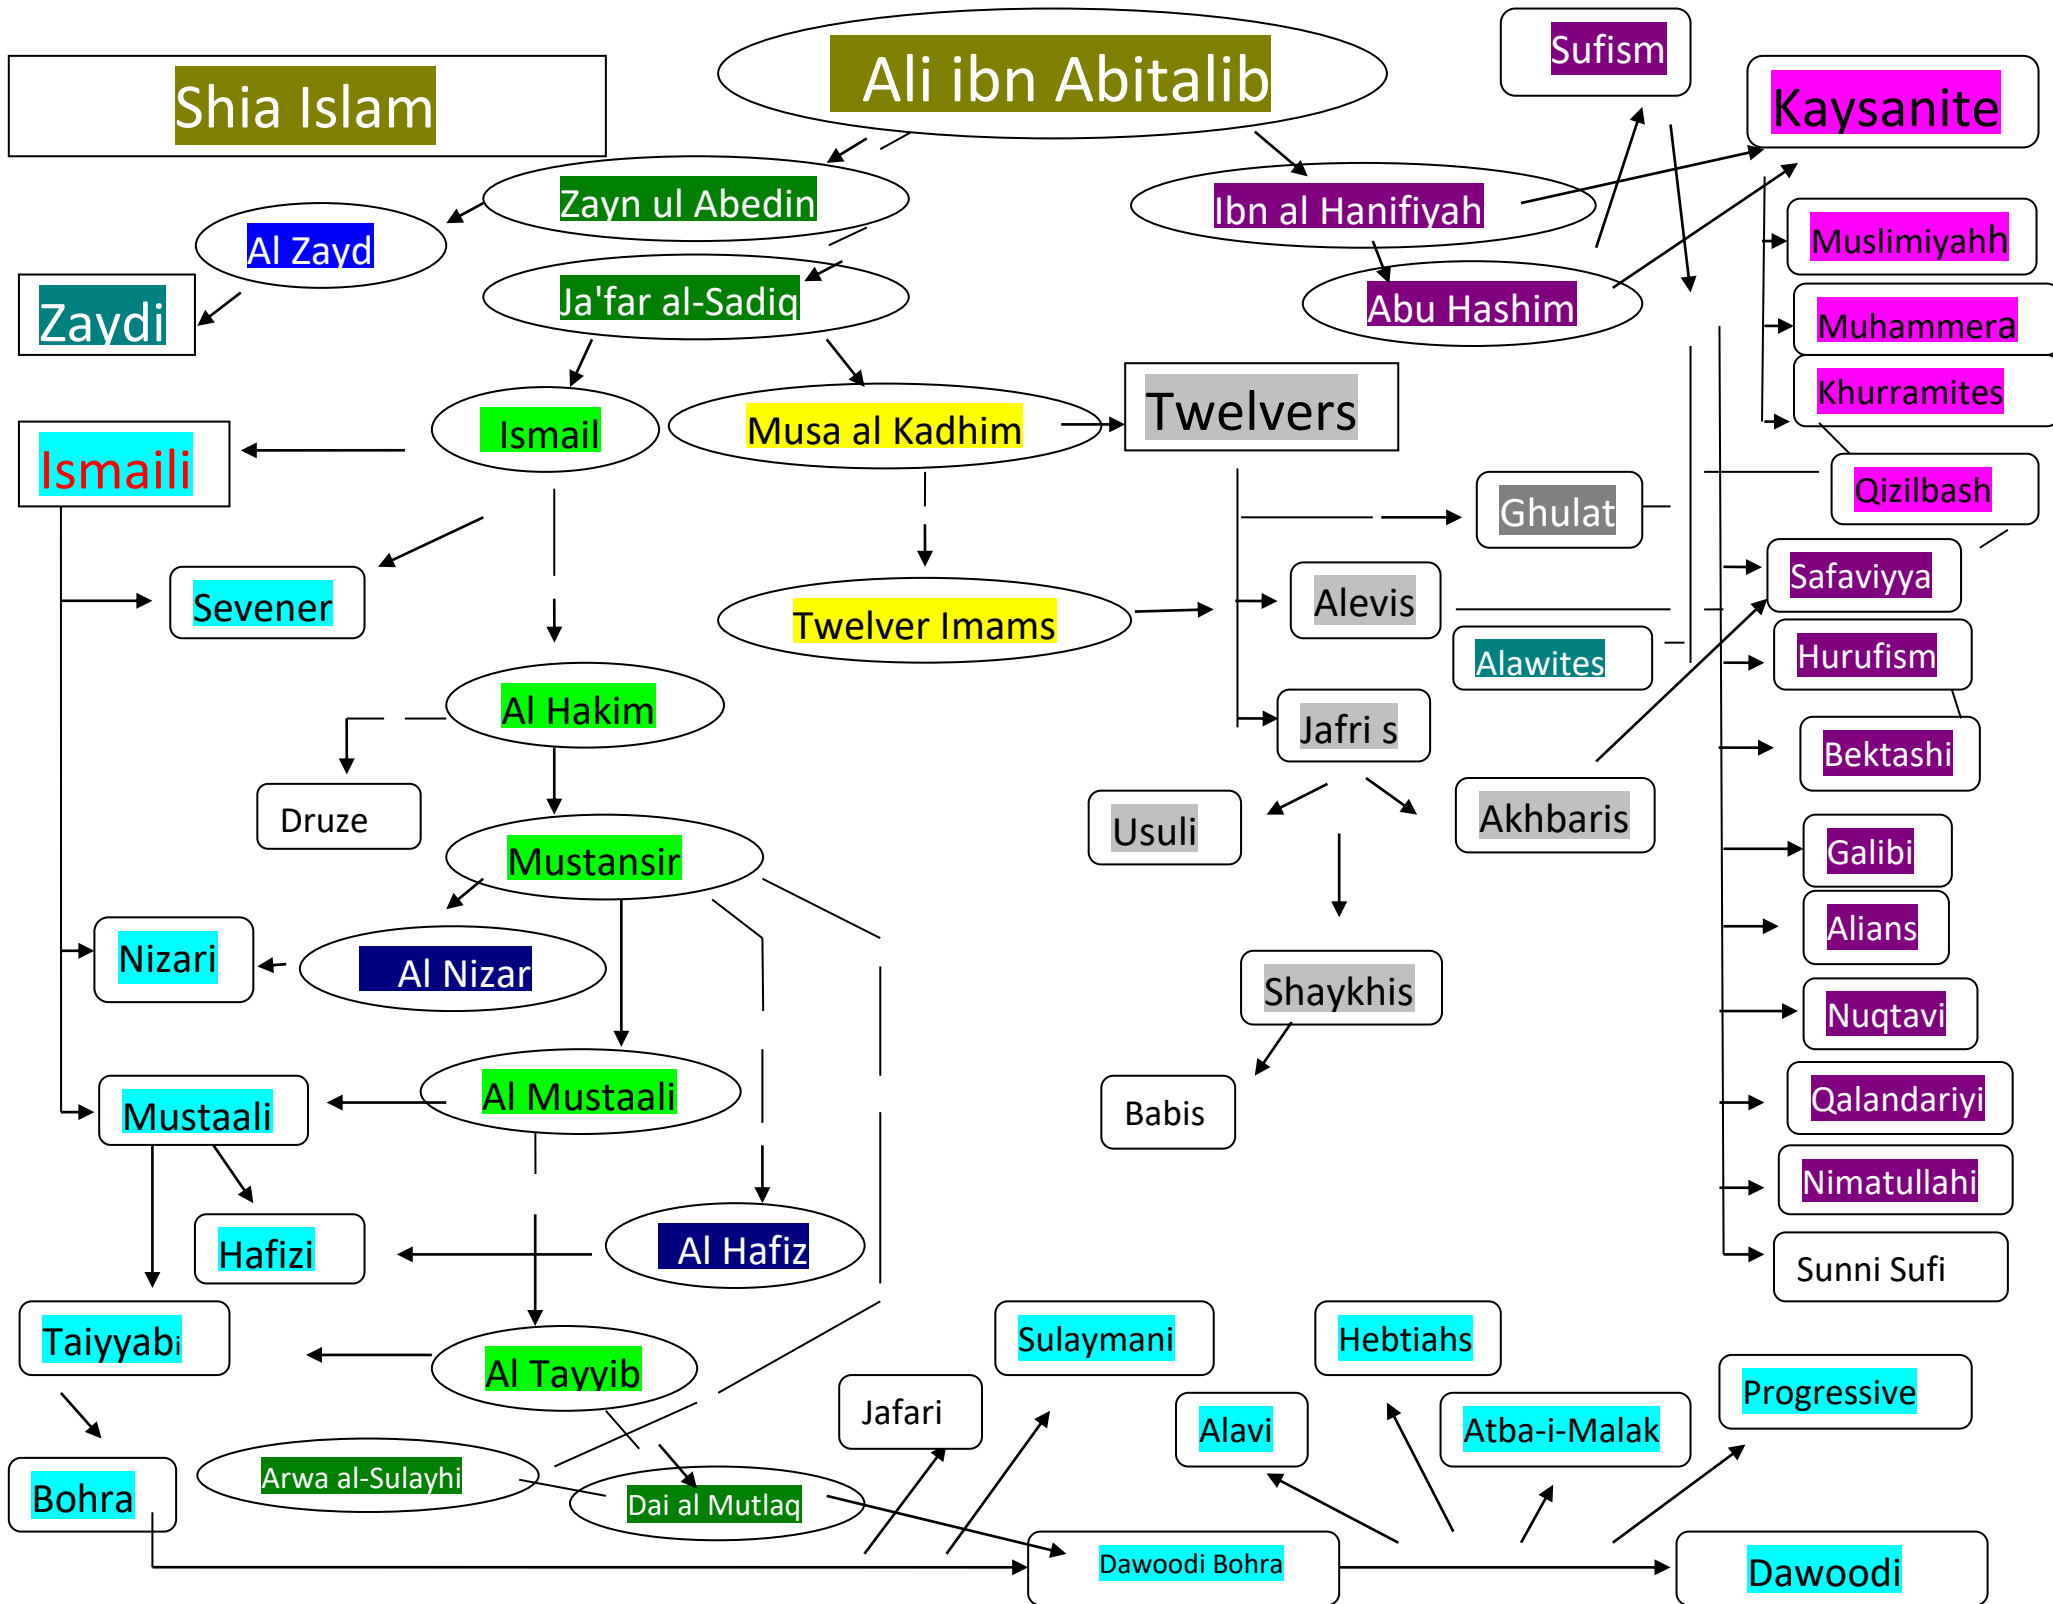 Ali ibn Abitalib
Sufism
Shia Islam
Kaysanite
Zayn ul Abedin
Ibn al Hanifiyah
Al Zayd
Muslimiyahh
Ja'far al-Sadiq
Abu Hashim
Zaydi
Muhammera
Khurramites
Twelvers
Ismail
Musa al Kadhim
Ismaili
Qizilbash
Ghulat
Safaviyya
Sevener
Alevis
Twelver Imams
Alawites
Hurufism
Al Hakim
Jafri s
Bektashi
Druze
Usuli
Akhbaris
Mustansir
Galibi
Alians
Nizari
Al Nizar
Shaykhis
Nuqtavi
Mustaali
Al Mustaali
Babis
Qalandariyi
Nimatullahi
Hafizi
Al Hafiz
Sunni Sufi
Taiyyabi
Al Tayyib
Sulaymani
Hebtiahs
Progressive
Jafari
Alavi
Atba-i-Malak
Arwa al-Sulayhi
Bohra
Dai al Mutlaq
Dawoodi Bohra
Dawoodi